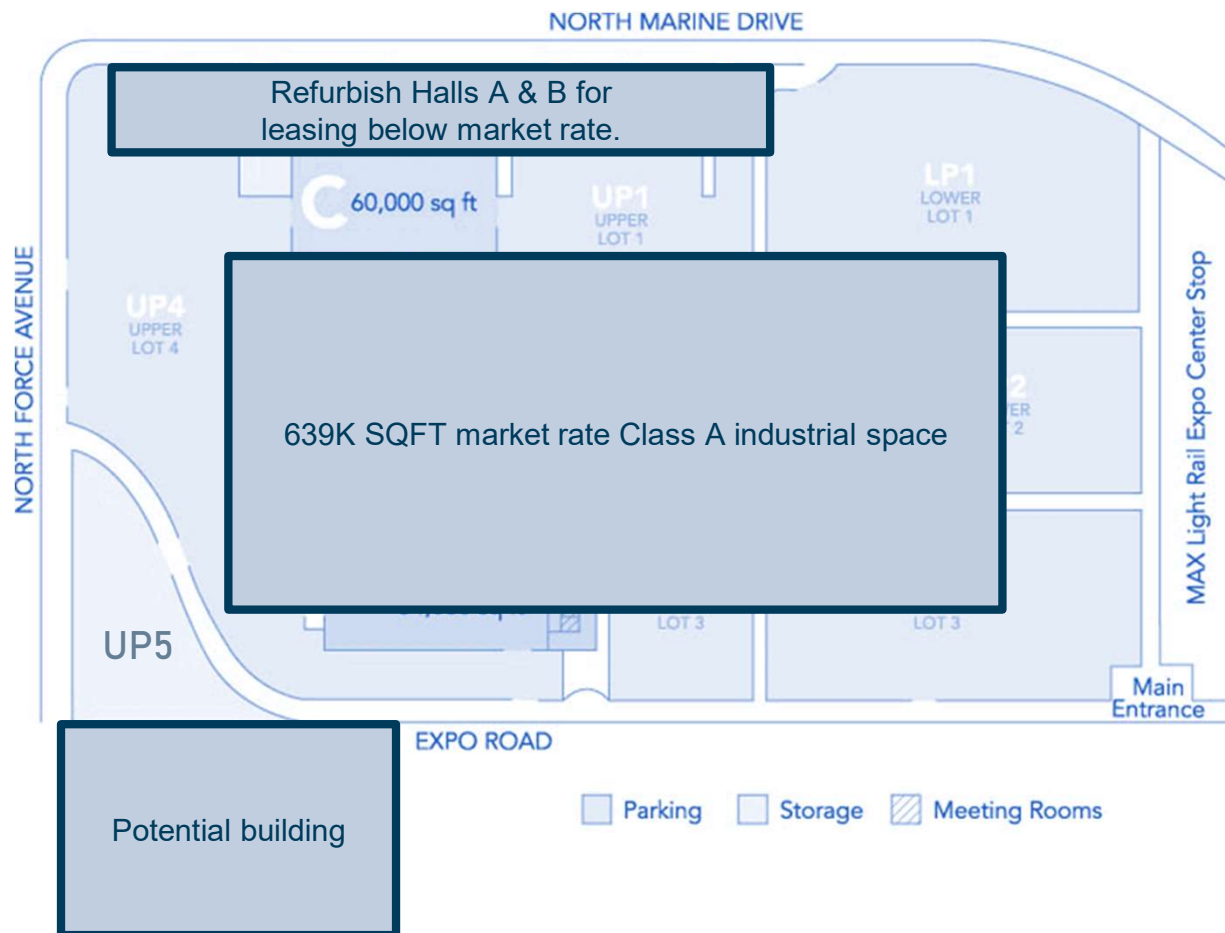 NORTH MARINE DRIVE
Refurbish Halls A & B for
leasing below market rate.
C 60,000 sq ft
UP1
UPPER
LOT 1
LP1
LOWER
LOT 1
NORTH FORCE AVENUE
UP4
UPPER
LOT 4
639K SQFT market rate Class A industrial space
2
ER
2
MAX Light Rail Expo Center Stop
UP5
LOT 3
LOT 3
Main
Entrance
EXPO ROAD
Potential building
Parking
Storage
Meeting Rooms